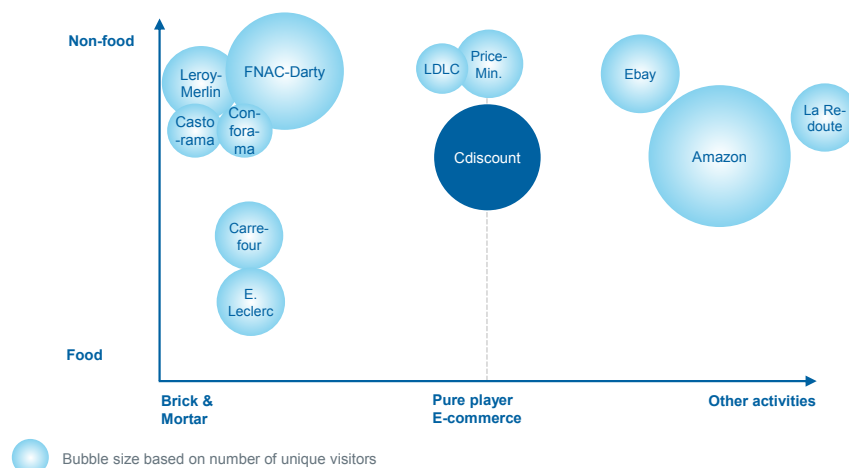 Non-food
Leroy-
Merlin
FNAC-Darty
Casto
-rama
Con-
fora-
ma
LDLC
Price-
Min.
Ebay
La Re-
doute
Cdiscount
Amazon
Carre-
four
E.
Leclerc
Food
Brick &
Mortar
Pure player
E-commerce
Other activities
Bubble size based on number of unique visitors